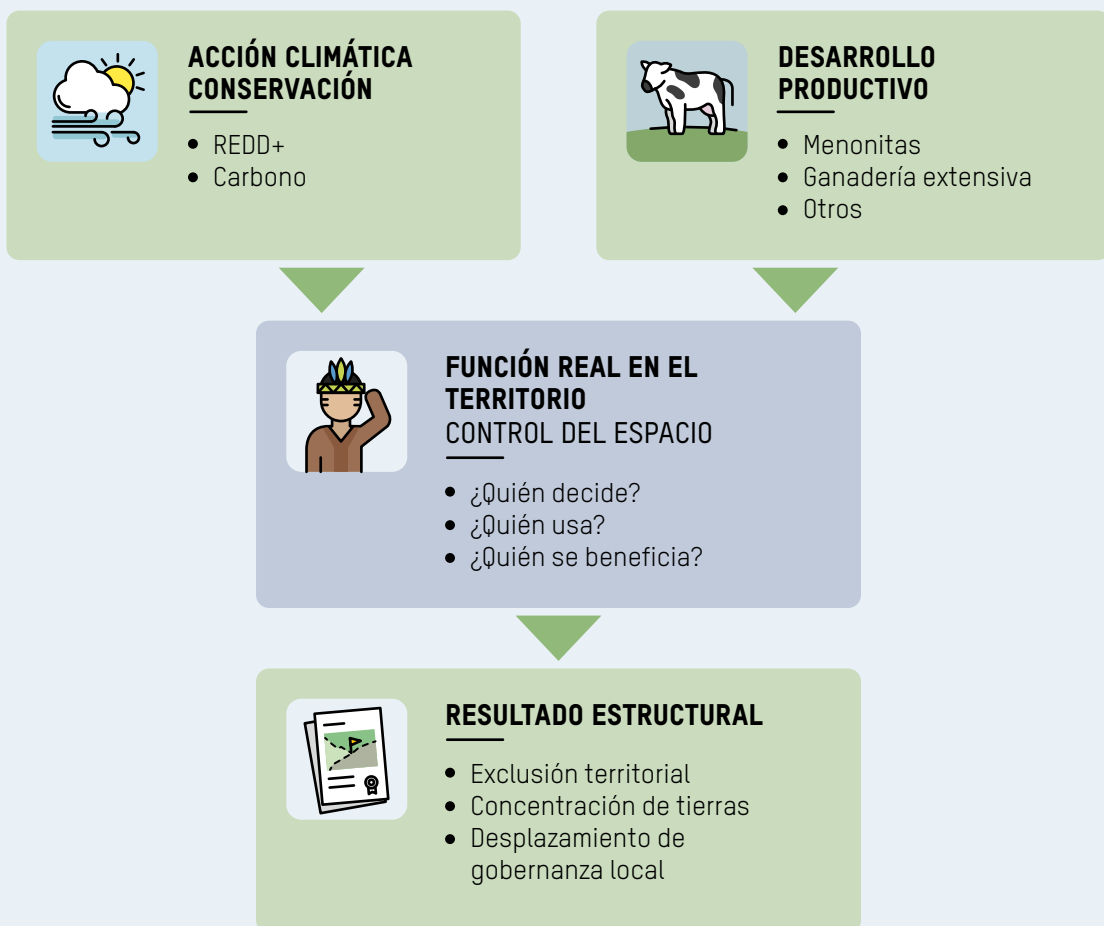 ACCIÓN CLIMÁTICA
CONSERVACIÓN
• REDD+
• Carbono
DESARROLLO
PRODUCTIVO
• Menonitas
• Ganadería extensiva
• Otros
FUNCIÓN REAL EN EL
TERRITORIO
CONTROL DEL ESPACIO
• ¿Quién decide?
• ¿Quién usa?
• ¿Quién se beneficia?
RESULTADO ESTRUCTURAL
• Exclusión territorial
• Concentración de tierras
• Desplazamiento de
gobernanza local